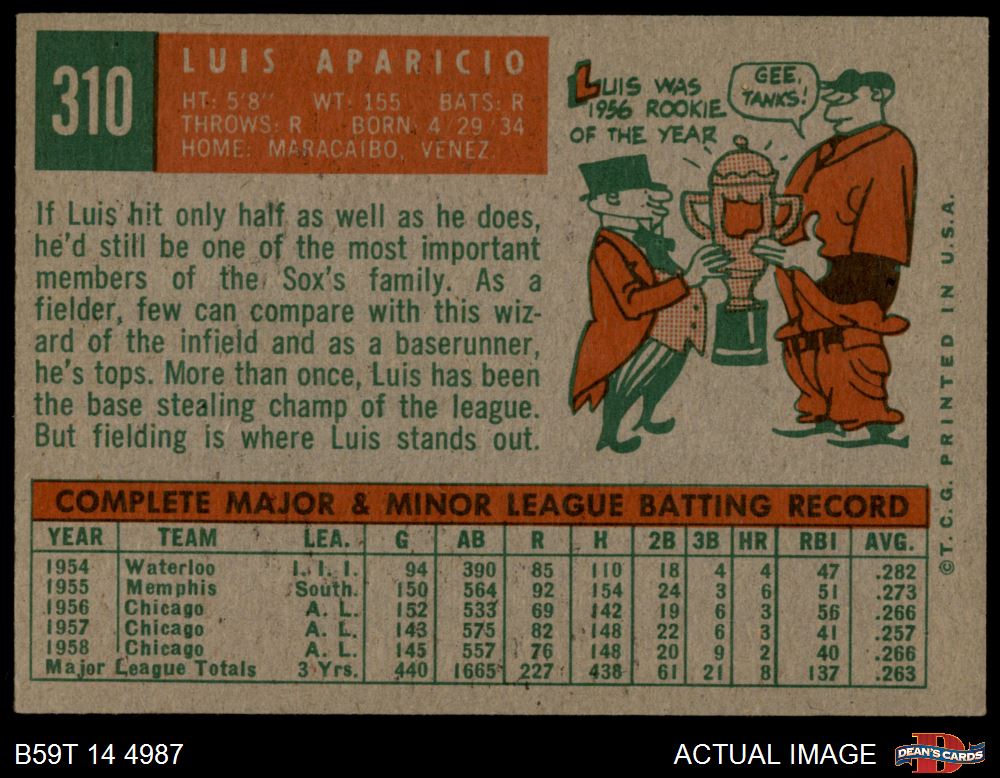 310
LUIS APARICIO
HT: 5'8" WT: 155 BATS: R
THROWS: R BORN: 4/29/34
HOME: MARACAIBO, VENEZ.
LUIS WAS
1956 ROOKIE
OF THE YEAR
GEE,
TANKS!
If Luis hit only half as well as he does,
he'd still be one of the most important
members of the Sox's family. As a
fielder, few can compare with this wiz-
ard of the infield and as a baserunner,
he's tops. More than once, Luis has been
the base stealing champ of the league.
But fielding is where Luis stands out.
©T. C. G. PRINTED IN U.S.A.
COMPLETE MAJOR & MINOR LEAGUE BATTING RECORD
YEAR TEAM LEA. G AB R H 2B 3B HR RBI AVG.
1954 Waterloo I. I. I. 94 390 85 110 18 4 4 47 .282
1955 Memphis South. 150 564 92 154 24 3 6 51 .273
1956 Chicago A. L. 152 533 69 142 19 6 3 56 .266
1957 Chicago A. L. 143 575 82 148 22 6 3 41 .257
1958 Chicago A. L. 145 557 76 148 20 9 2 40 .266
Major League Totals 3 Yrs. 440 1665 227 438 61 21 8 137 .263
B59T 14 4987
ACTUAL IMAGE
D
DEAN'S CARDS